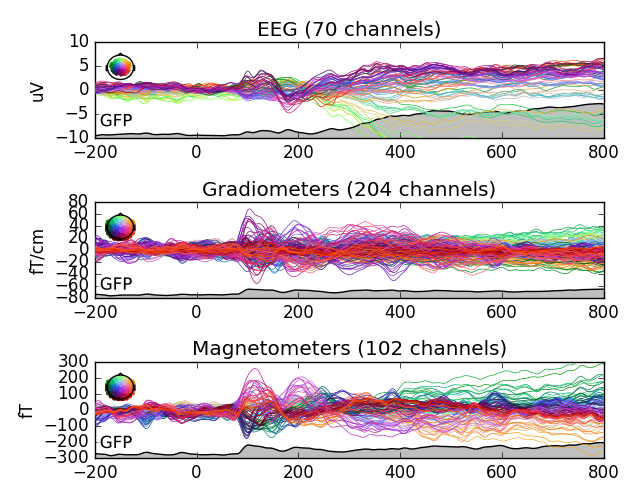 EEG (70 channels)
10
5
0
−5
−10
uV
GFP
−200 0 200 400 600 800
Gradiometers (204 channels)
80
60
40
20
0
−20
−40
−60
−80
fT/cm
GFP
−200 0 200 400 600 800
Magnetometers (102 channels)
300
200
100
0
−100
−200
−300
fT
GFP
−200 0 200 400 600 800